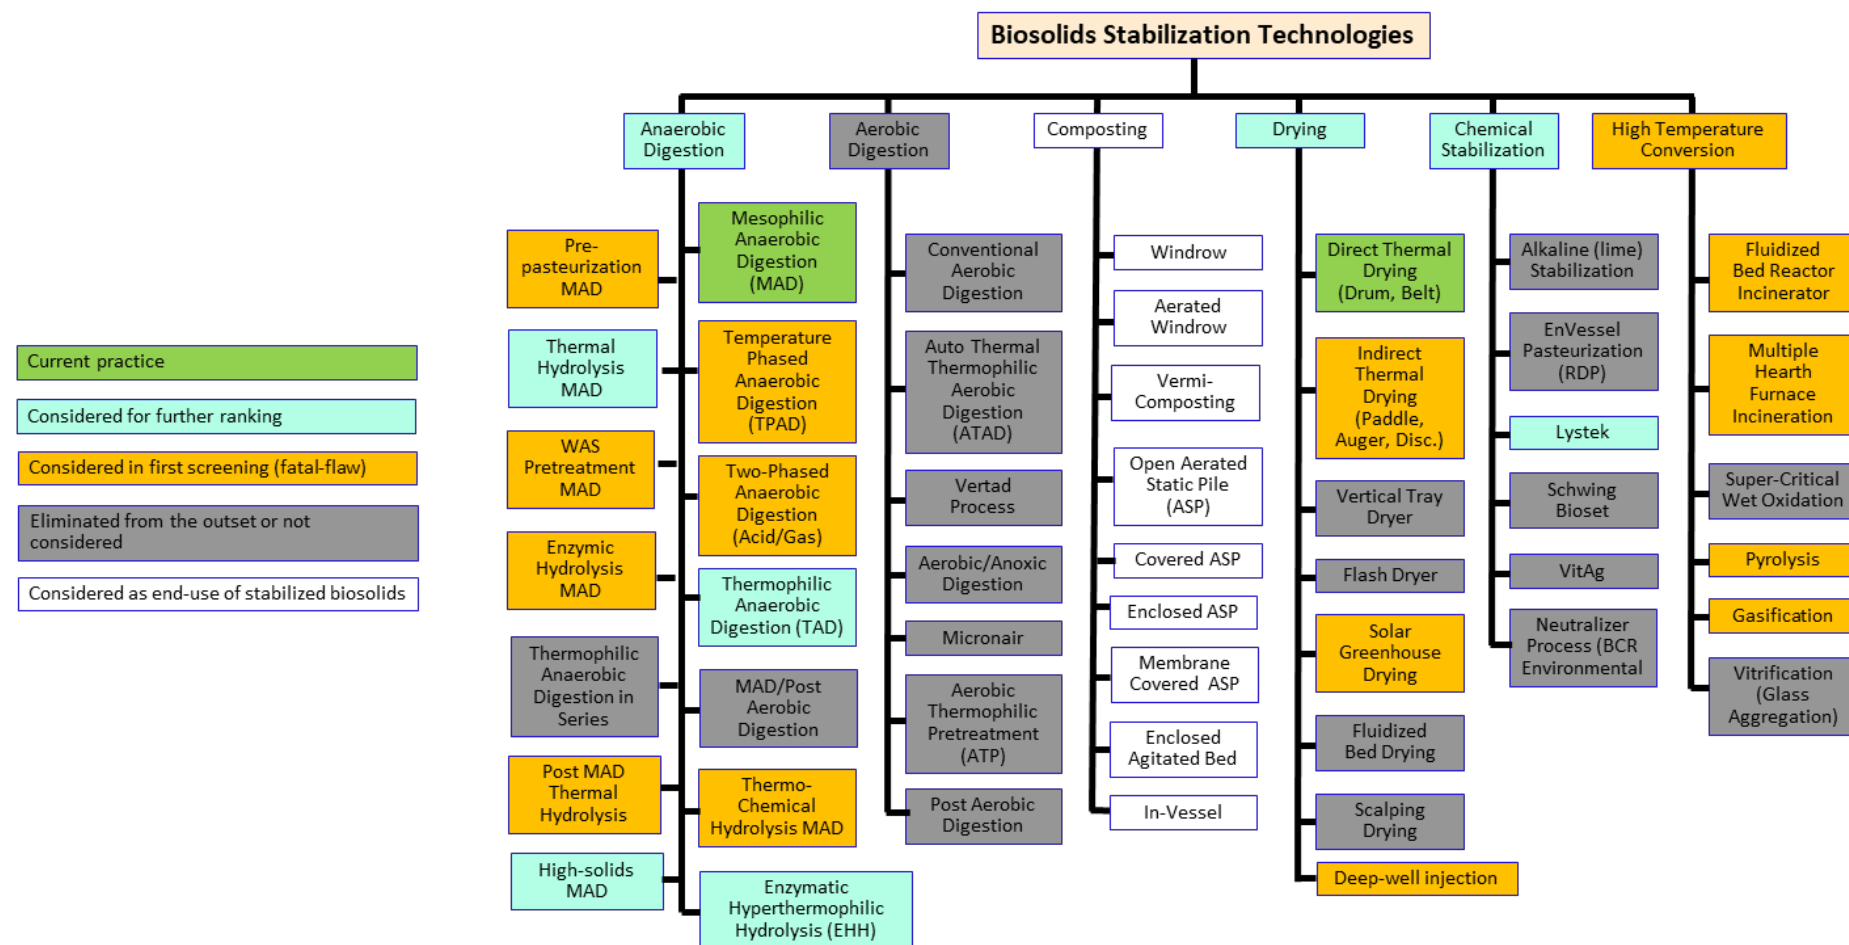 Biosolids Stabilization Technologies
Anaerobic
Digestion
Aerobic
Digestion
Composting
Drying
Chemical
Stabilization
High Temperature
Conversion
Current practice
Considered for further ranking
Considered in first screening (fatal-flaw)
Eliminated from the outset or not
considered
Considered as end-use of stabilized biosolids
Pre-
pasteurization
MAD
Thermal
Hydrolysis
MAD
WAS
Pretreatment
MAD
Enzymic
Hydrolysis
MAD
Thermophilic
Anaerobic
Digestion in
Series
Post MAD
Thermal
Hydrolysis
High-solids
MAD
Mesophilic
Anaerobic
Digestion
(MAD)
Temperature
Phased
Anaerobic
Digestion
(TPAD)
Two-Phased
Anaerobic
Digestion
(Acid/Gas)
Thermophilic
Anaerobic
Digestion (TAD)
MAD/Post
Aerobic
Digestion
Thermo-
Chemical
Hydrolysis MAD
Enzymatic
Hyperthermophilic
Hydrolysis (EHH)
Conventional
Aerobic
Digestion
Auto Thermal
Thermophilic
Aerobic
Digestion
(ATAD)
Vertad
Process
Aerobic/Anoxic
Digestion
Micronair
Aerobic
Thermophilic
Pretreatment
(ATP)
Post Aerobic
Digestion
Windrow
Aerated
Windrow
Vermi-
Composting
Open Aerated
Static Pile
(ASP)
Covered ASP
Enclosed ASP
Membrane
Covered ASP
Enclosed
Agitated Bed
In-Vessel
Direct Thermal
Drying
(Drum, Belt)
Indirect
Thermal
Drying
(Paddle,
Auger, Disc.)
Vertical Tray
Dryer
Flash Dryer
Solar
Greenhouse
Drying
Fluidized
Bed Drying
Scalping
Drying
Deep-well injection
Alkaline (lime)
Stabilization
EnVessel
Pasteurization
(RDP)
Lystek
Schwing
Bioset
VitAg
Neutralizer
Process (BCR
Environmental
Fluidized
Bed Reactor
Incinerator
Multiple
Hearth
Furnace
Incineration
Super-Critical
Wet Oxidation
Pyrolysis
Gasification
Vitrification
(Glass
Aggregation)